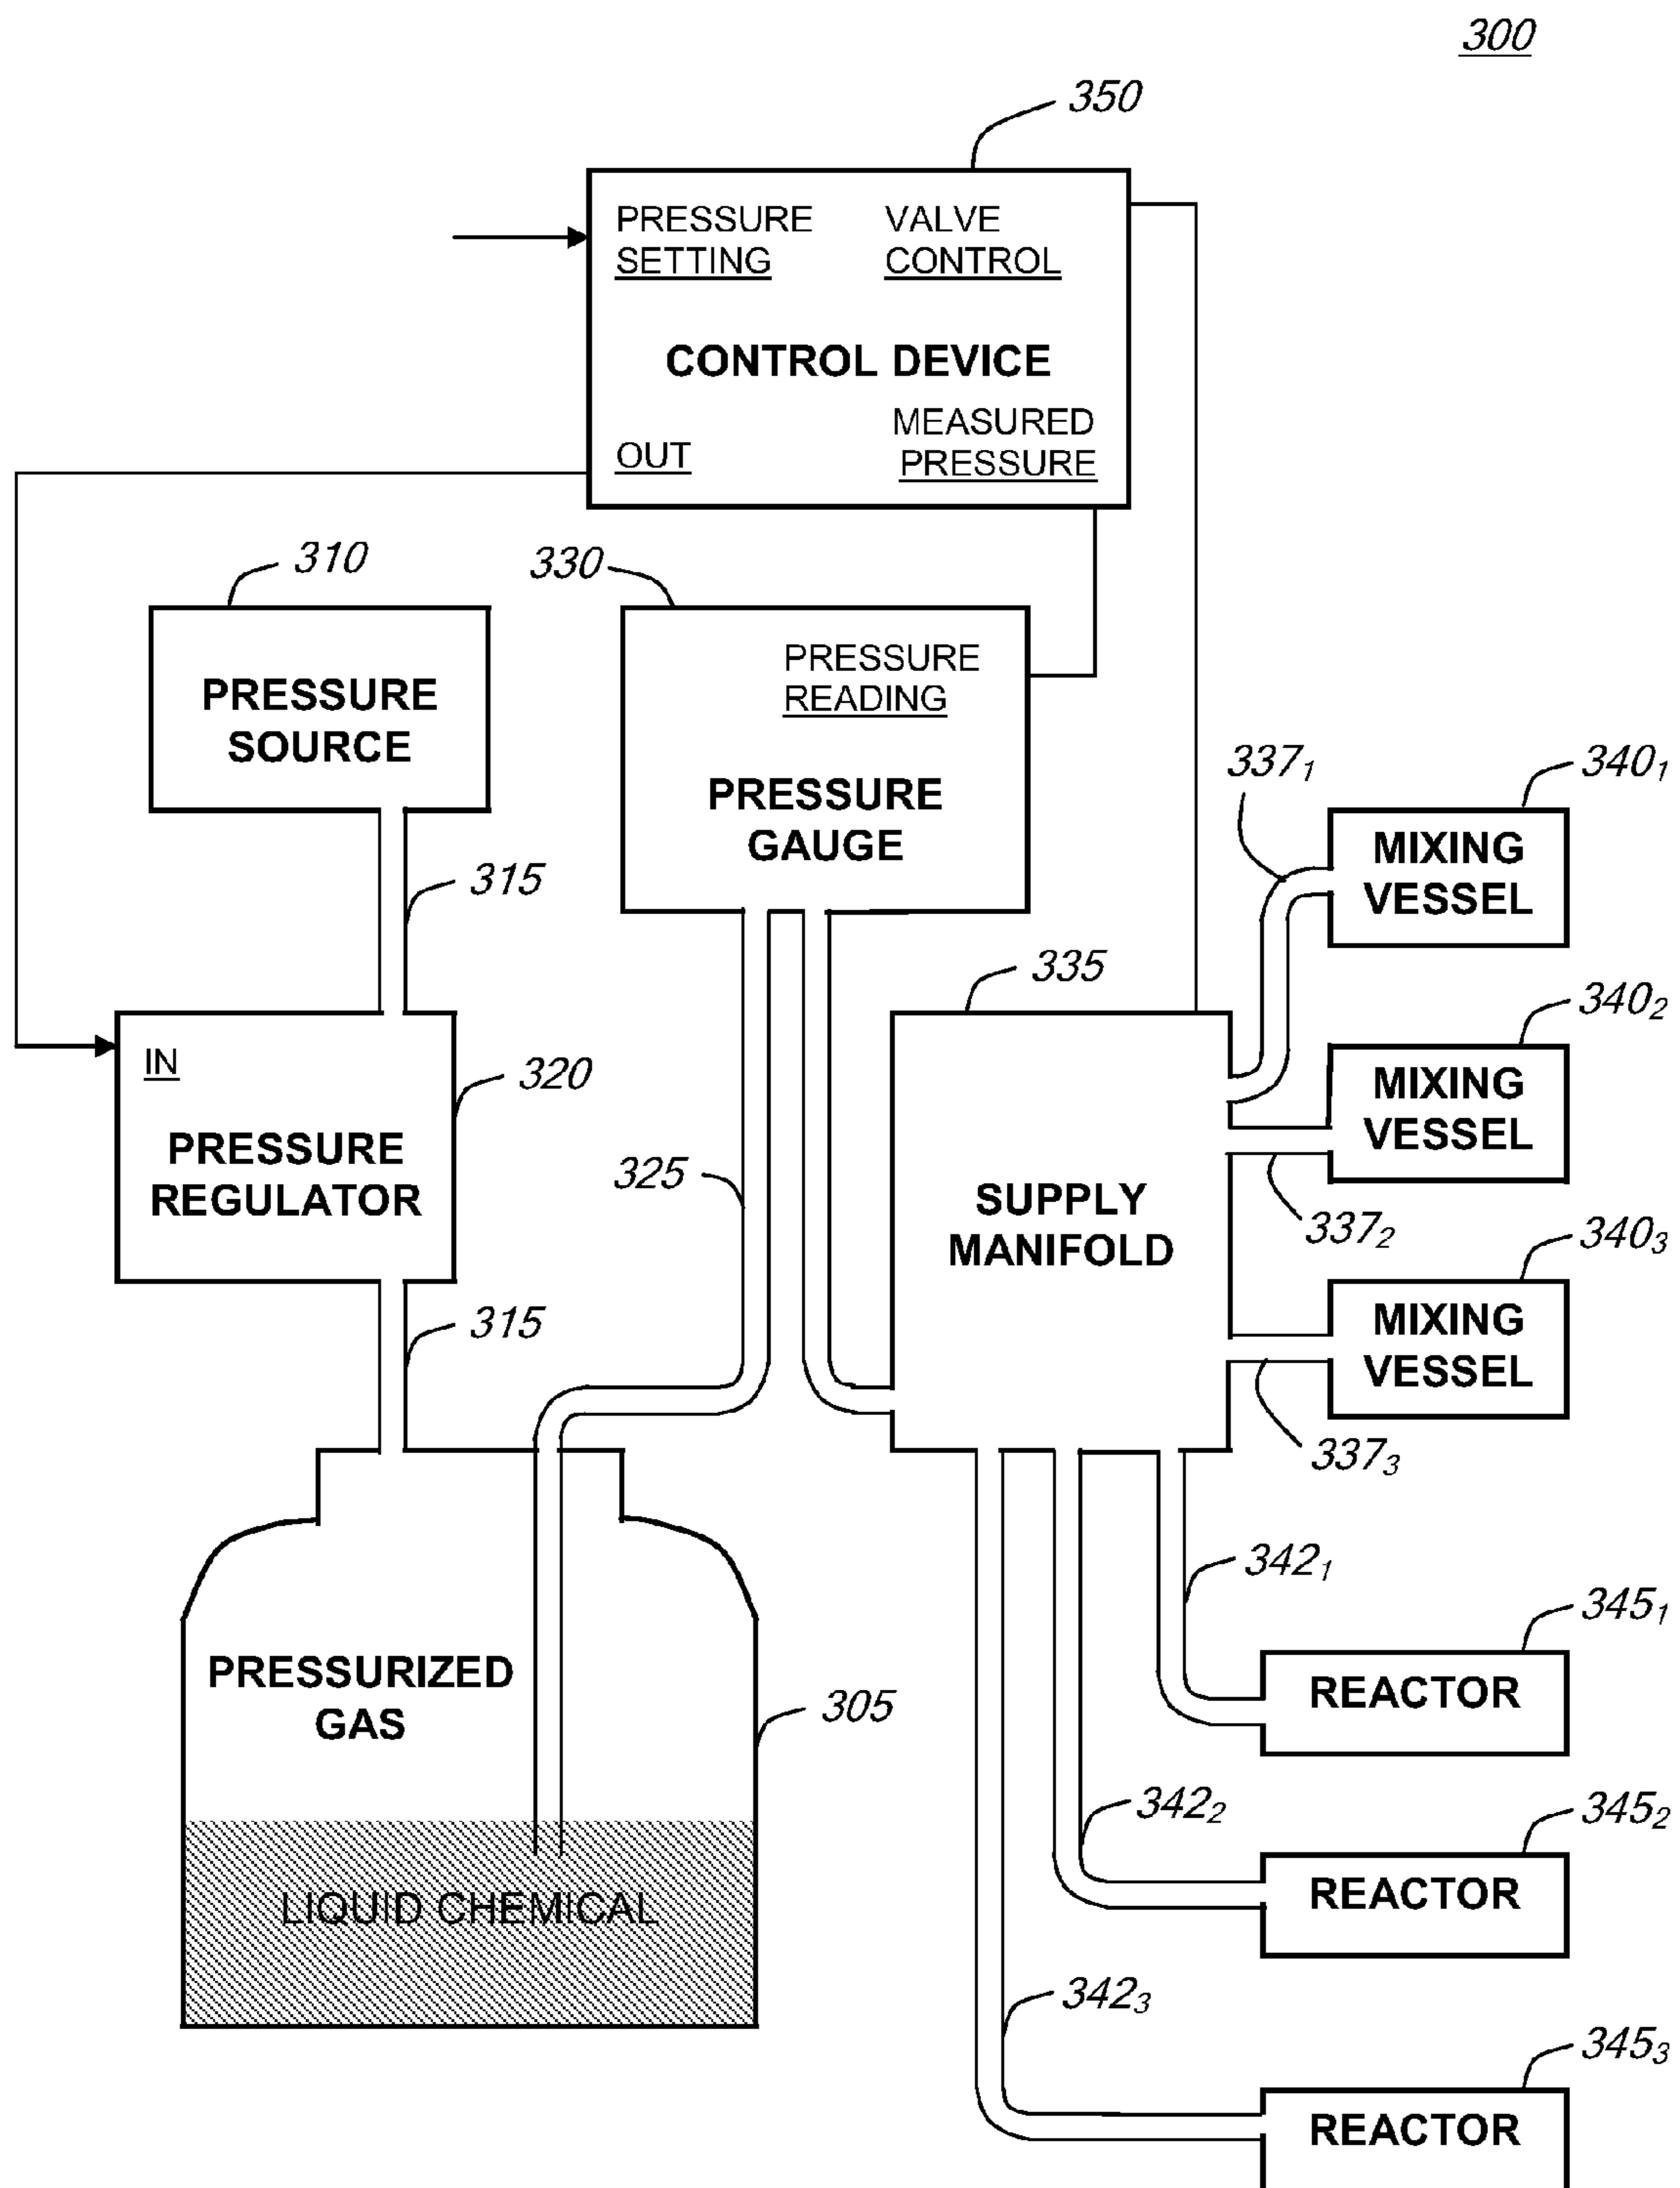 300
350
PRESSURE
SETTING
VALVE
CONTROL
CONTROL DEVICE
OUT
MEASURED
PRESSURE
310
330
PRESSURE
SOURCE
PRESSURE
READING
PRESSURE
GAUGE
315
337₁
340₁
MIXING
VESSEL
335
340₂
MIXING
VESSEL
337₂
IN
320
PRESSURE
REGULATOR
325
SUPPLY
MANIFOLD
340₃
MIXING
VESSEL
337₃
315
342₁
345₁
REACTOR
PRESSURIZED
GAS
305
342₂
345₂
REACTOR
LIQUID CHEMICAL
342₃
345₃
REACTOR